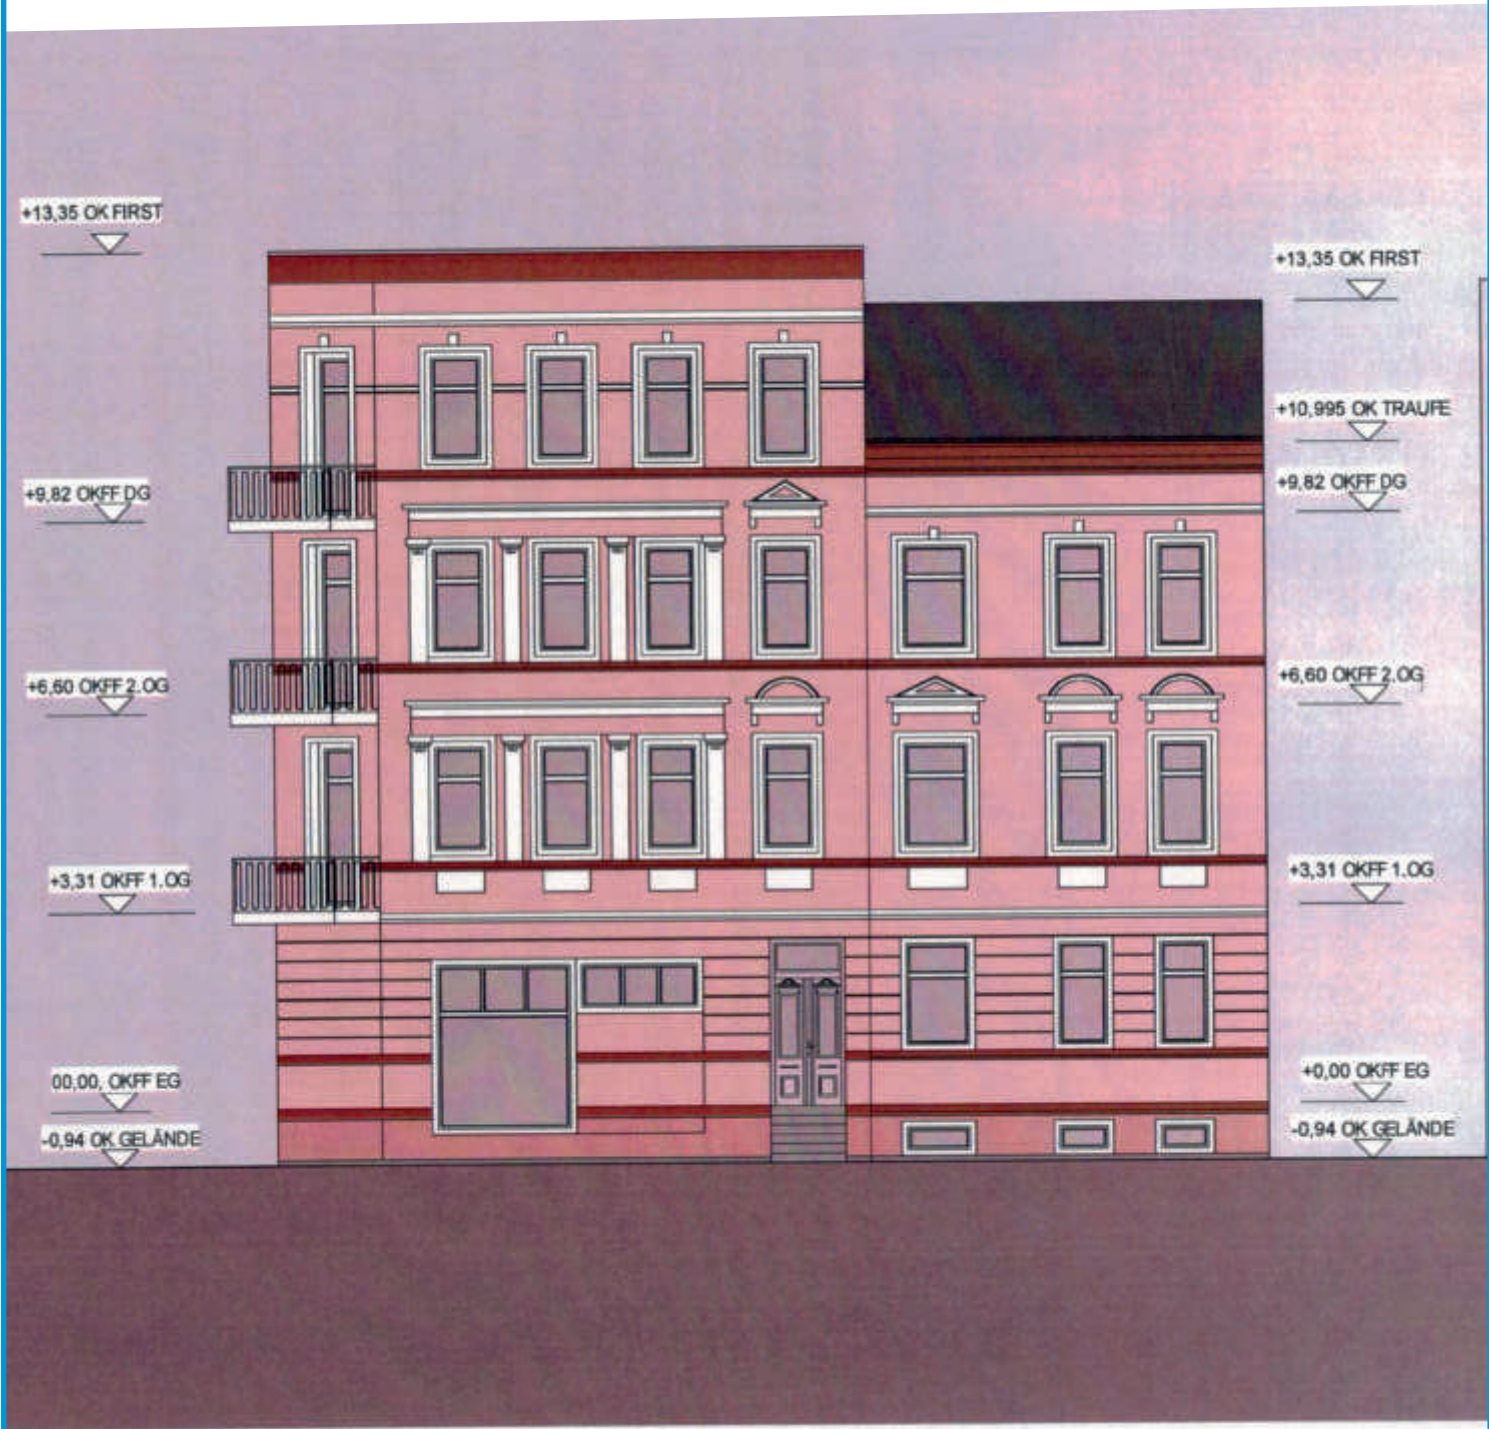 +13,35 OK FIRST
+9,82 OKFF DG
+6,60 OKFF 2.OG
+3,31 OKFF 1.OG
00,00, OKFF EG
-0,94 OK GELÄNDE
+13,35 OK FIRST
+10,995 OK TRAUFE
+9,82 OKFF DG
+6,60 OKFF 2.OG
+3,31 OKFF 1.OG
+0,00 OKFF EG
-0,94 OK GELÄNDE